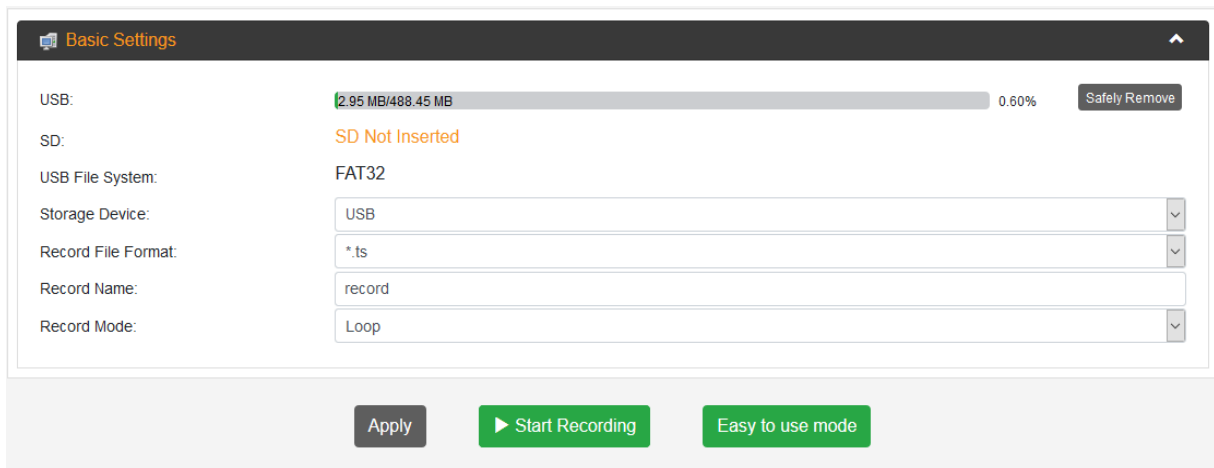 Basic Settings
USB: 2.95 MB/488.45 MB 0.60% Safely Remove
SD: SD Not Inserted
USB File System: FAT32
Storage Device: USB
Record File Format: *.ts
Record Name: record
Record Mode: Loop
Apply Start Recording Easy to use mode